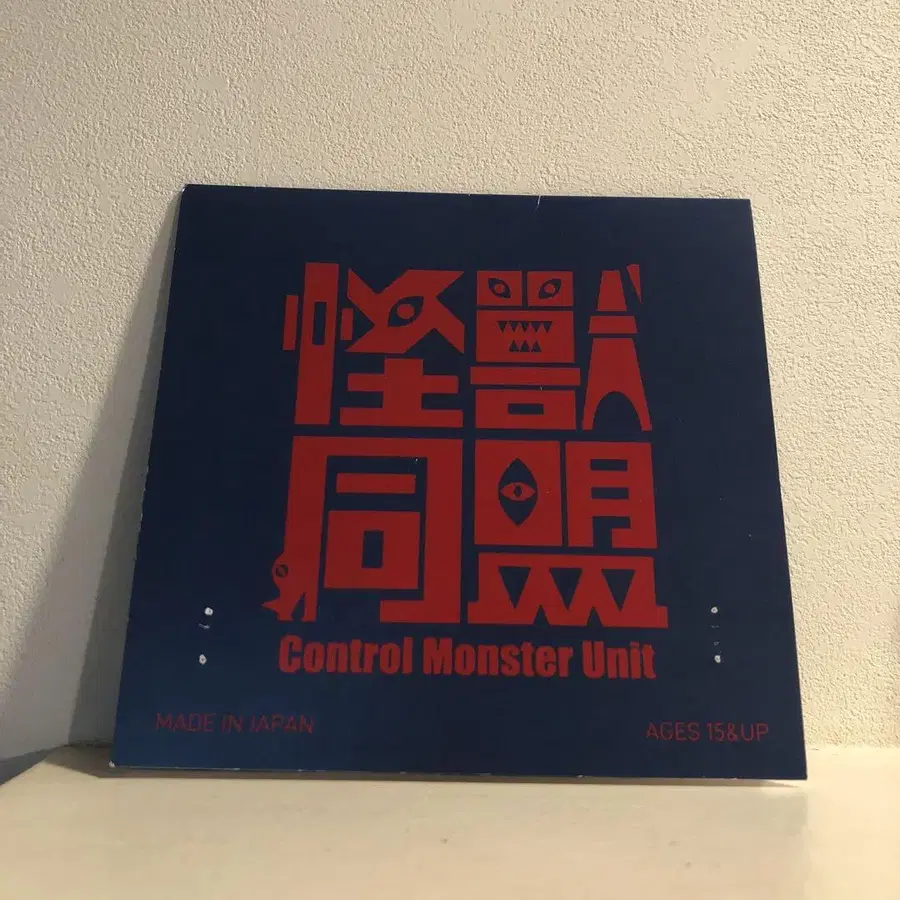 怪獣
同盟
Control Monster Unit
MADE IN JAPAN
AGES 15&UP